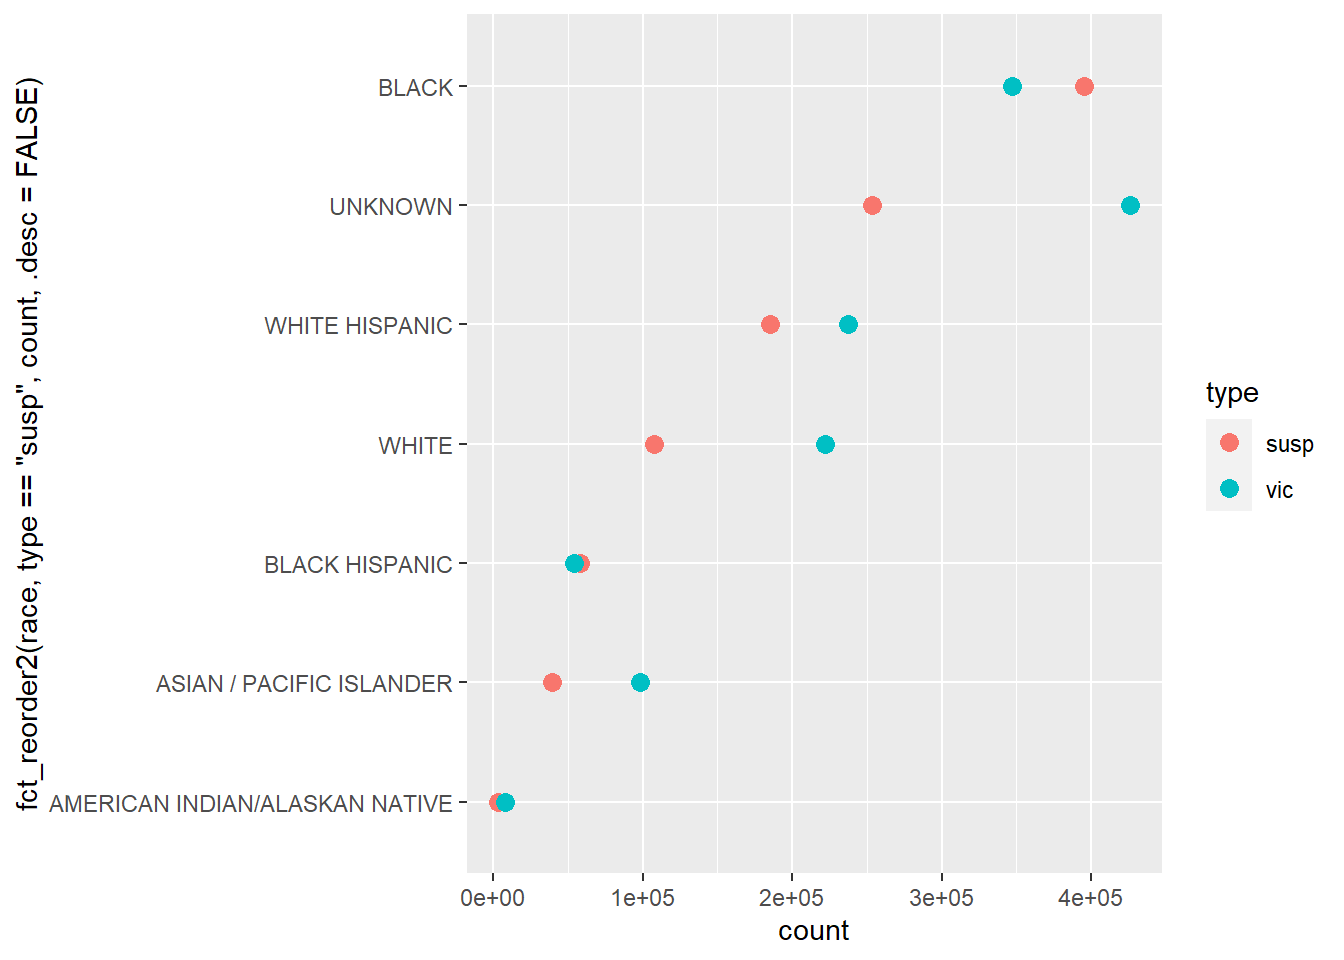 fct_reorder2(race, type == "susp", count, .desc = FALSE)
BLACK
UNKNOWN
WHITE HISPANIC
WHITE
BLACK HISPANIC
ASIAN / PACIFIC ISLANDER
AMERICAN INDIAN/ALASKAN NATIVE
0e+00 1e+05 2e+05 3e+05 4e+05
count
type
susp
vic